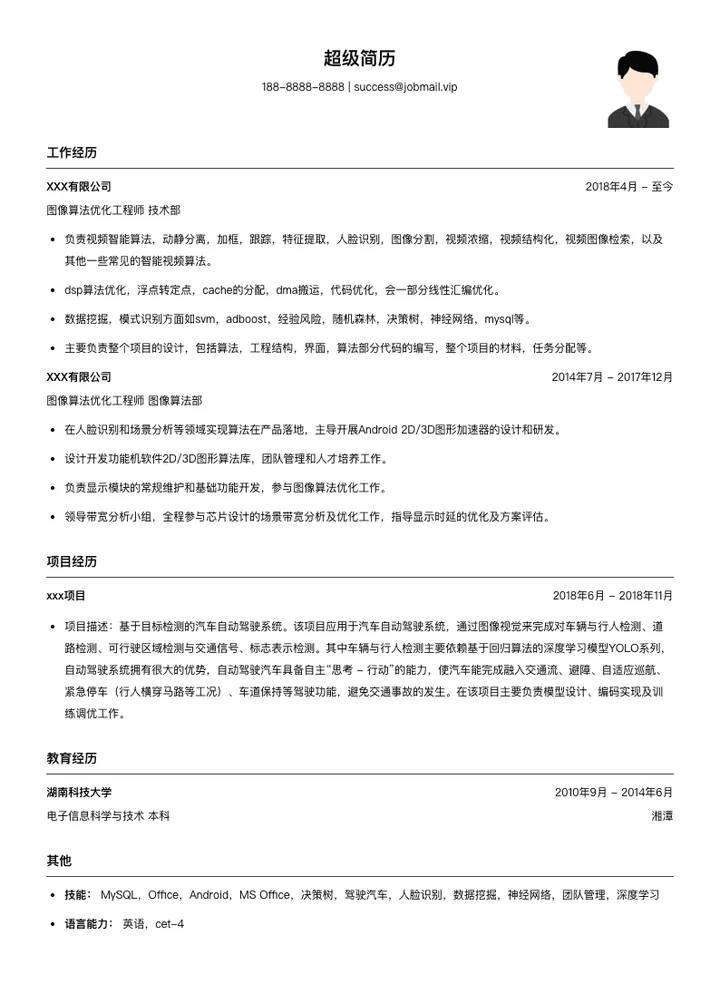 超级简历
188-8888-8888 | success@jobmail.vip
工作经历
XXX有限公司 2018年4月 – 至今
图像算法优化工程师 技术部
• 负责视频智能算法，动静分离，加框，跟踪，特征提取，人脸识别，图像分割，视频浓缩，视频结构化，视频图像检索，以及
其他一些常见的智能视频算法。
• dsp算法优化，浮点转定点，cache的分配，dma搬运，代码优化，会一部分线性汇编优化。
• 数据挖掘，模式识别方面如svm，adboost，经验风险，随机森林，决策树，神经网络，mysql等。
• 主要负责整个项目的设计，包括算法，工程结构，界面，算法部分代码的编写，整个项目的材料，任务分配等。
XXX有限公司 2014年7月 – 2017年12月
图像算法优化工程师 图像算法部
• 在人脸识别和场景分析等领域实现算法在产品落地，主导开展Android 2D/3D图形加速器的设计和研发。
• 设计开发功能机软件2D/3D图形算法库，团队管理和人才培养工作。
• 负责显示模块的常规维护和基础功能开发，参与图像算法优化工作。
• 领导带宽分析小组，全程参与芯片设计的场景带宽分析及优化工作，指导显示时延的优化及方案评估。
项目经历
xxx项目 2018年6月 – 2018年11月
• 项目描述：基于目标检测的汽车自动驾驶系统。该项目应用于汽车自动驾驶系统，通过图像视觉来完成对车辆与行人检测、道
路检测、可行驶区域检测与交通信号、标志表示检测。其中车辆与行人检测主要依赖基于回归算法的深度学习模型YOLO系列，
自动驾驶系统拥有很大的优势，自动驾驶汽车具备自主“思考 – 行动”的能力，使汽车能完成融入交通流、避障、自适应巡航、
紧急停车（行人横穿马路等工况）、车道保持等驾驶功能，避免交通事故的发生。在该项目主要负责模型设计、编码实现及训
练调优工作。
教育经历
湖南科技大学 2010年9月 – 2014年6月
电子信息科学与技术 本科 湘潭
其他
• 技能： MySQL，Office，Android，MS Office，决策树，驾驶汽车，人脸识别，数据挖掘，神经网络，团队管理，深度学习
• 语言能力： 英语，cet-4